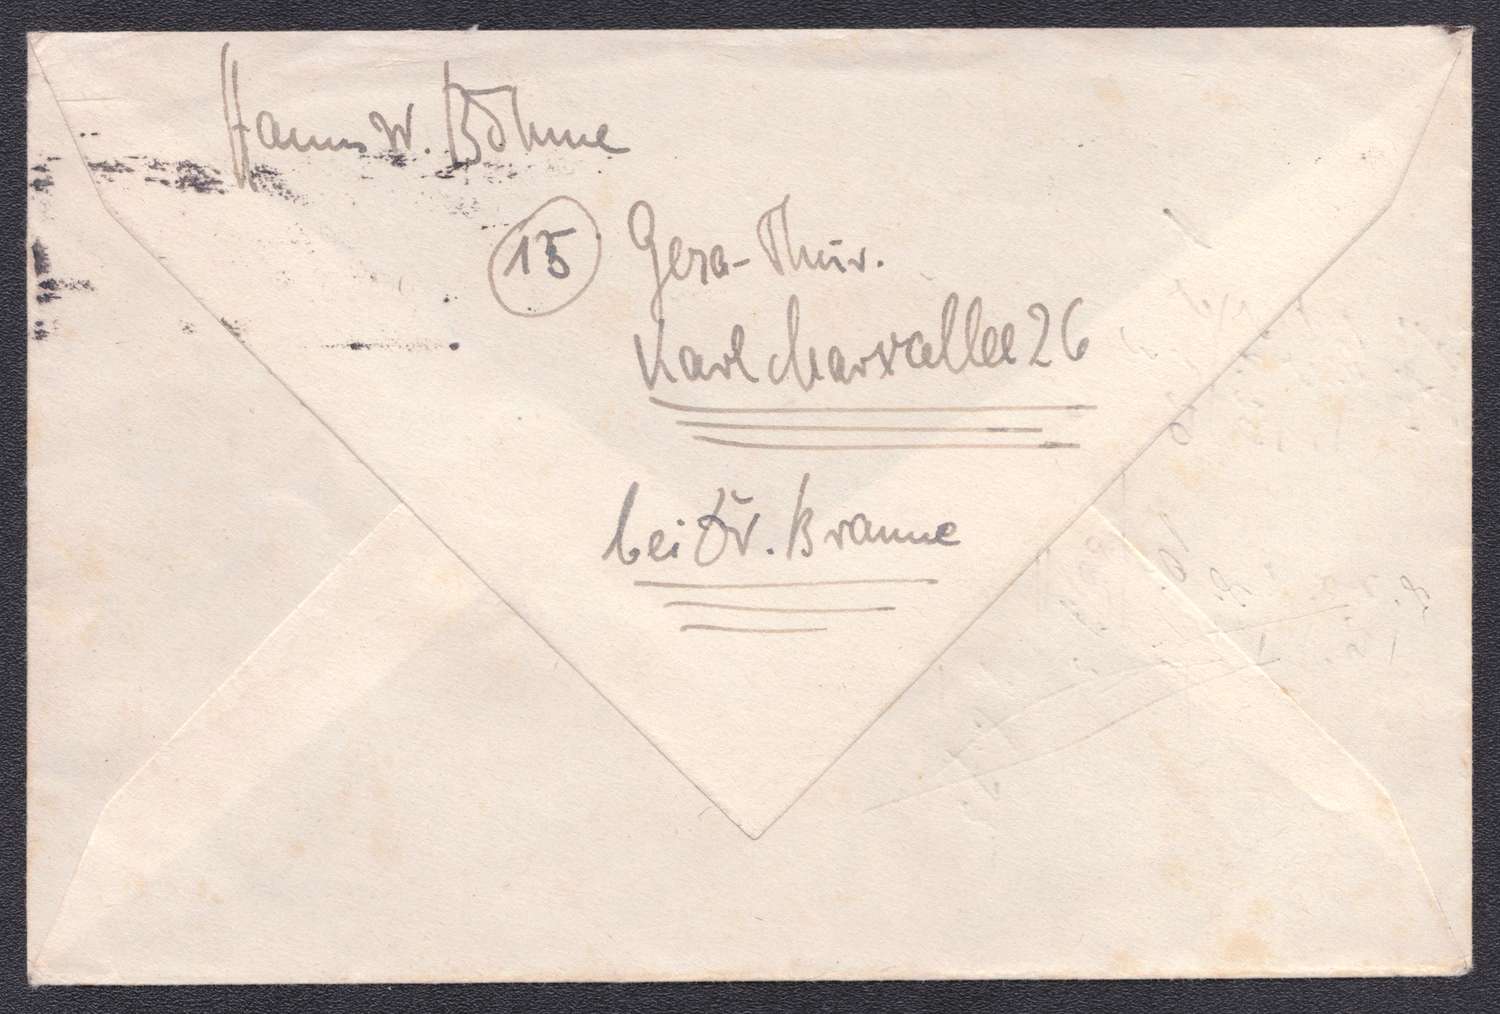 Hanns W. Böhme
15 Gera-Thür.
Karl Marxallee 26
bei Dr. Braune